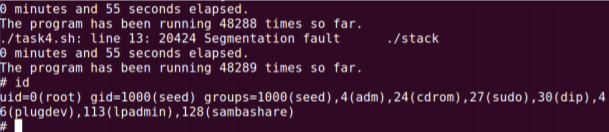 0 minutes and 55 seconds elapsed.
The program has been running 48288 times so far.
./task4.sh: line 13: 20424 Segmentation fault      ./stack
0 minutes and 55 seconds elapsed.
The program has been running 48289 times so far.
# id
uid=0(root) gid=1000(seed) groups=1000(seed),4(adm),24(cdrom),27(sudo),30(dip),4
6(plugdev),113(lpadmin),128(sambashare)
#